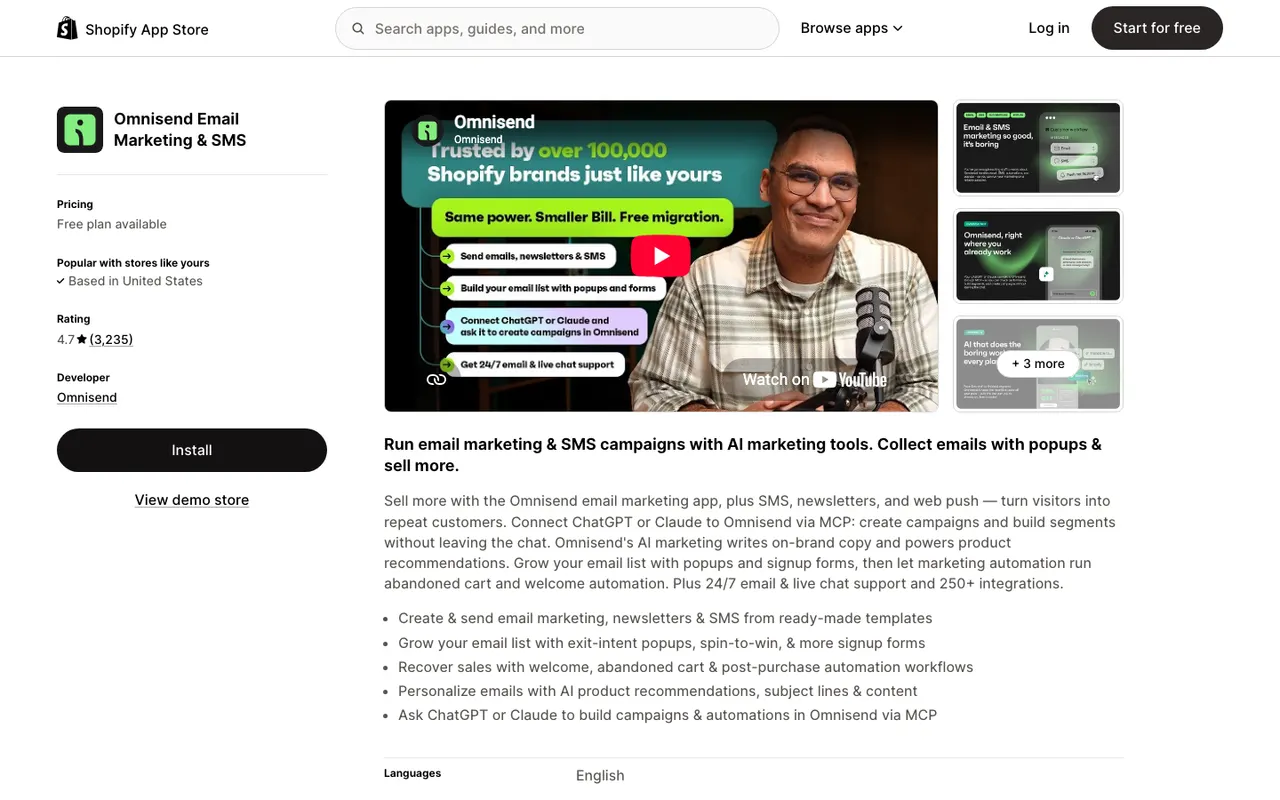 Shopify App Store
Search apps, guides, and more
Browse apps
Log in
Start for free
Omnisend Email
Marketing & SMS
Pricing
Free plan available
Popular with stores like yours
Based in United States
Rating
4.7 (3,235)
Developer
Omnisend
Install
View demo store
Omnisend
Omnisend
Trusted by over 100,000
Shopify brands just like yours
Same power. Smaller Bill. Free migration.
Send emails, newsletters & SMS
Build your email list with popups and forms
Connect ChatGPT or Claude and
ask it to create campaigns in Omnisend
Get 24/7 email & live chat support
Watch on YouTube
Email & SMS
marketing so good,
it's boring
Omnisend, right
where you
already work
AI that does the
+ 3 more
Run email marketing & SMS campaigns with AI marketing tools. Collect emails with popups &
sell more.
Sell more with the Omnisend email marketing app, plus SMS, newsletters, and web push — turn visitors into
repeat customers. Connect ChatGPT or Claude to Omnisend via MCP: create campaigns and build segments
without leaving the chat. Omnisend's AI marketing writes on-brand copy and powers product
recommendations. Grow your email list with popups and signup forms, then let marketing automation run
abandoned cart and welcome automation. Plus 24/7 email & live chat support and 250+ integrations.
Create & send email marketing, newsletters & SMS from ready-made templates
Grow your email list with exit-intent popups, spin-to-win, & more signup forms
Recover sales with welcome, abandoned cart & post-purchase automation workflows
Personalize emails with AI product recommendations, subject lines & content
Ask ChatGPT or Claude to build campaigns & automations in Omnisend via MCP
Languages
English